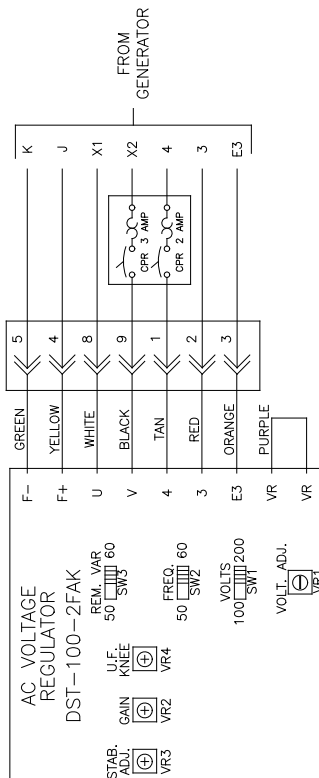 FROM
GENERATOR
K
J
X1
X2
4
3
E3
CPR 3 AMP
CPR 2 AMP
5
4
8
9
1
2
3
GREEN
YELLOW
WHITE
BLACK
TAN
RED
ORANGE
PURPLE
F-
F+
U
V
4
3
E3
VR
VR
AC VOLTAGE
REGULATOR
DST-100-2FAK
REM. VAR
50 60
SW3
FREQ.
50 60
SW2
VOLTS
100 200
SW1
VOLT. ADJ.
VR1
U.F.
KNEE
VR4
GAIN
VR2
STAB.
ADJ.
VR3